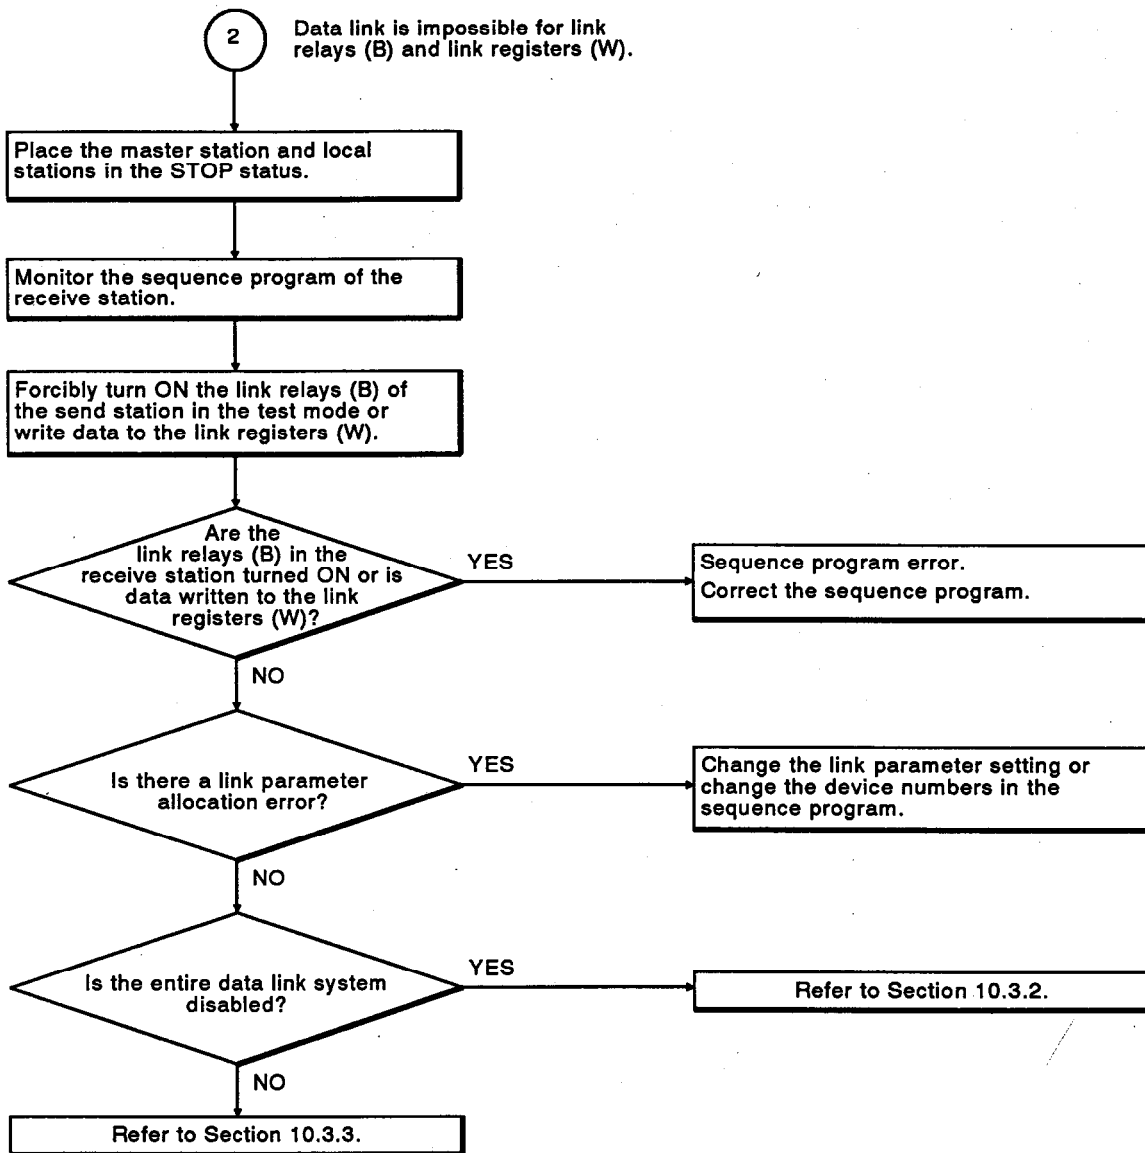 2
Data link is impossible for link
relays (B) and link registers (W).
Place the master station and local
stations in the STOP status.
Monitor the sequence program of the
receive station.
Forcibly turn ON the link relays (B) of
the send station in the test mode or
write data to the link registers (W).
Are the
link relays (B) in the
receive station turned ON or is
data written to the link
registers (W)?
YES
Sequence program error.
Correct the sequence program.
NO
Is there a link parameter
allocation error?
YES
Change the link parameter setting or
change the device numbers in the
sequence program.
NO
Is the entire data link system
disabled?
YES
Refer to Section 10.3.2.
NO
Refer to Section 10.3.3.